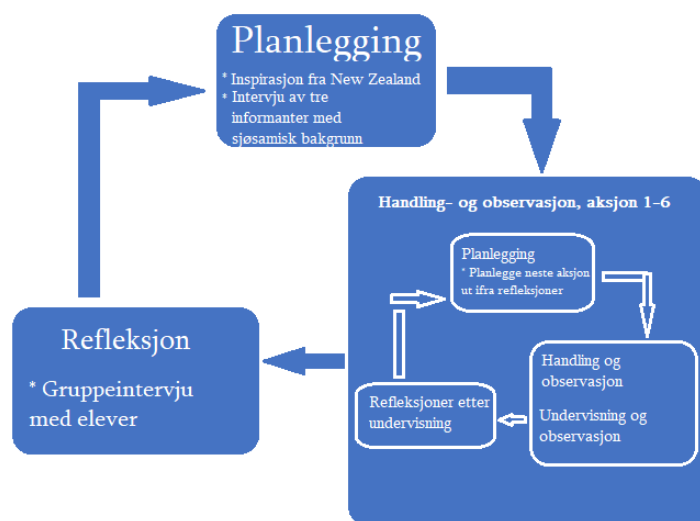 Planlegging
* Inspirasjon fra New Zealand
* Intervju av tre
informanter med
sjøsamisk bakgrunn
Handling- og observasjon, aksjon 1-6
Planlegging
* Planlegge neste aksjon
ut ifra refleksjoner
Handling og
observasjon
Undervisning og
observasjon
Refleksjoner etter
undervisning
Refleksjon
* Gruppeintervju
med elever